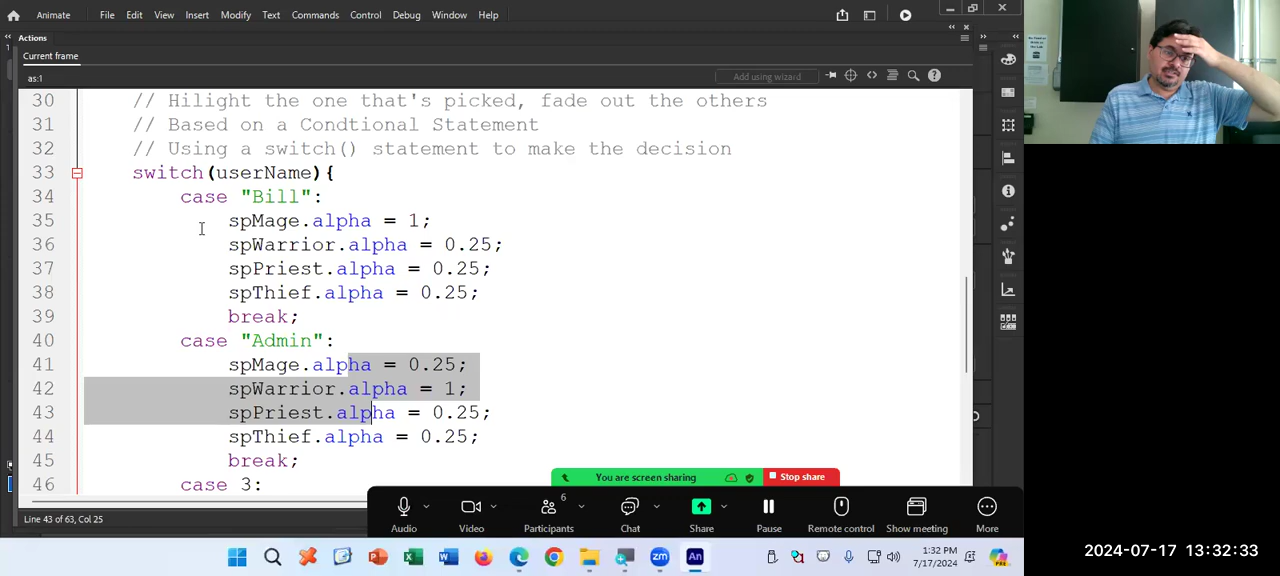 Animate File Edit View Insert Modify Text Commands Control Debug Window Help
Actions
Current frame
as:1
Add using wizard
30 // Hilight the one that's picked, fade out the others
31 // Based on a Condtional Statement
32 // Using a switch() statement to make the decision
33 switch(userName){
34 case "Bill":
35 spMage.alpha = 1;
36 spWarrior.alpha = 0.25;
37 spPriest.alpha = 0.25;
38 spThief.alpha = 0.25;
39 break;
40 case "Admin":
41 spMage.alpha = 0.25;
42 spWarrior.alpha = 1;
43 spPriest.alpha = 0.25;
44 spThief.alpha = 0.25;
45 break;
46 case 3:
You are screen sharing Stop share
6
Audio Video Participants Chat Share Pause Remote control Show meeting More
Line 43 of 63, Col 25
zm An
1:32 PM
7/17/2024
2024-07-17 13:32:33